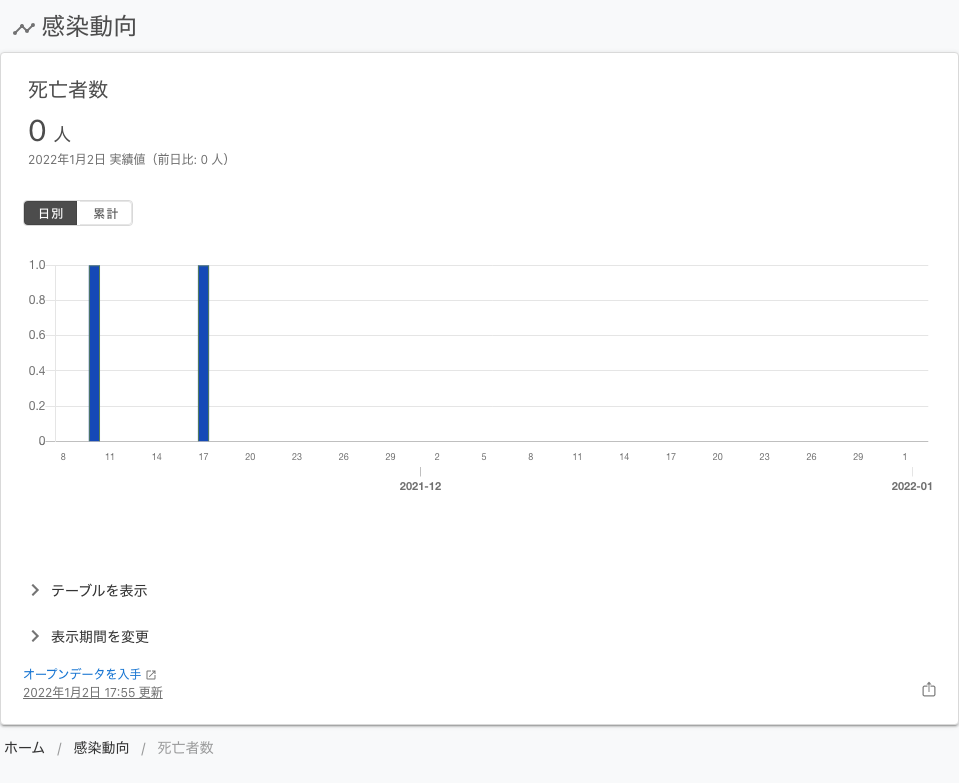 感染動向
死亡者数
0 人
2022年1月2日 実績値（前日比: 0 人）
日別 累計
1.0
0.8
0.6
0.4
0.2
0
8 11 14 17 20 23 26 29 2 5 8 11 14 17 20 23 26 29 1
2021-12 2022-01
テーブルを表示
表示期間を変更
オープンデータを入手
2022年1月2日 17:55 更新
ホーム / 感染動向 / 死亡者数